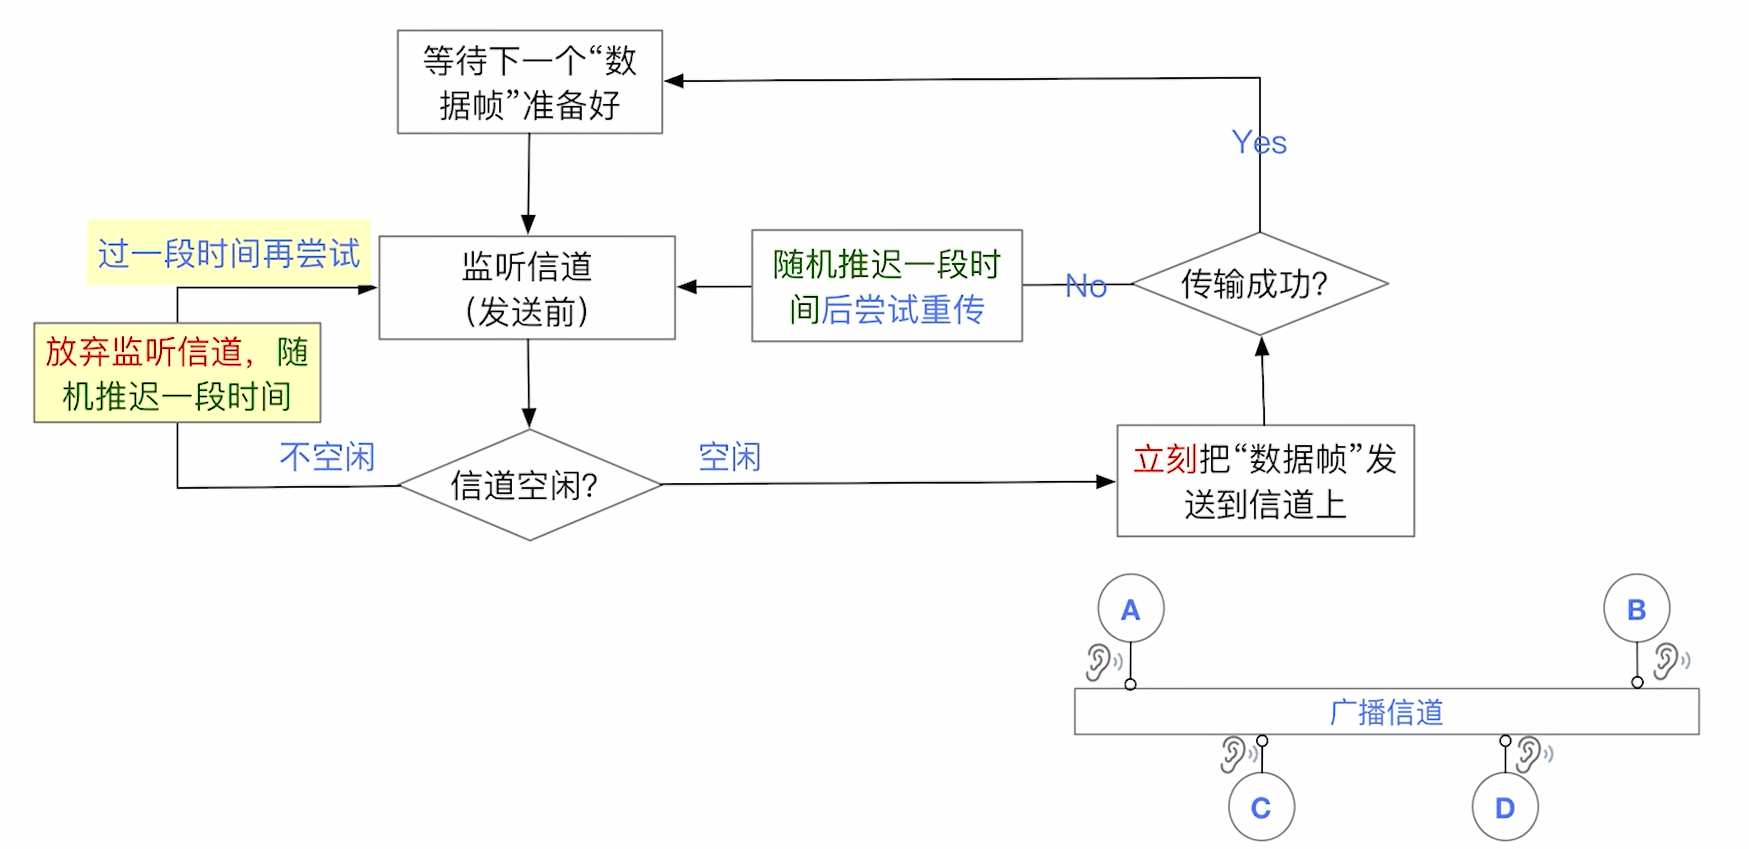 等待下一个“数
据帧”准备好
Yes
过一段时间再尝试
监听信道
(发送前)
随机推迟一段时
间后尝试重传
No
传输成功?
放弃监听信道，随
机推迟一段时间
不空闲
信道空闲?
空闲
立刻把“数据帧”发
送到信道上
A
B
广播信道
C
D